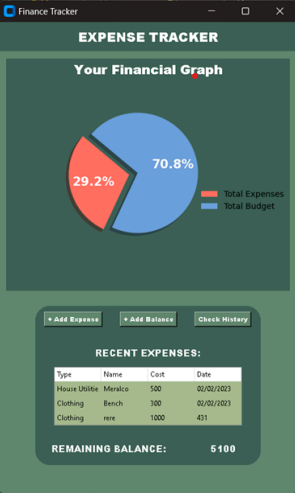 Finance Tracker
EXPENSE TRACKER
Your Financial Graph
70.8%
29.2%
Total Expenses
Total Budget
+ Add Expense + Add Balance Check History
RECENT EXPENSES:
Type Name Cost Date
House Utilitie Meralco 500 02/02/2023
Clothing Bench 300 02/02/2023
Clothing rere 1000 431
REMAINING BALANCE: 5100